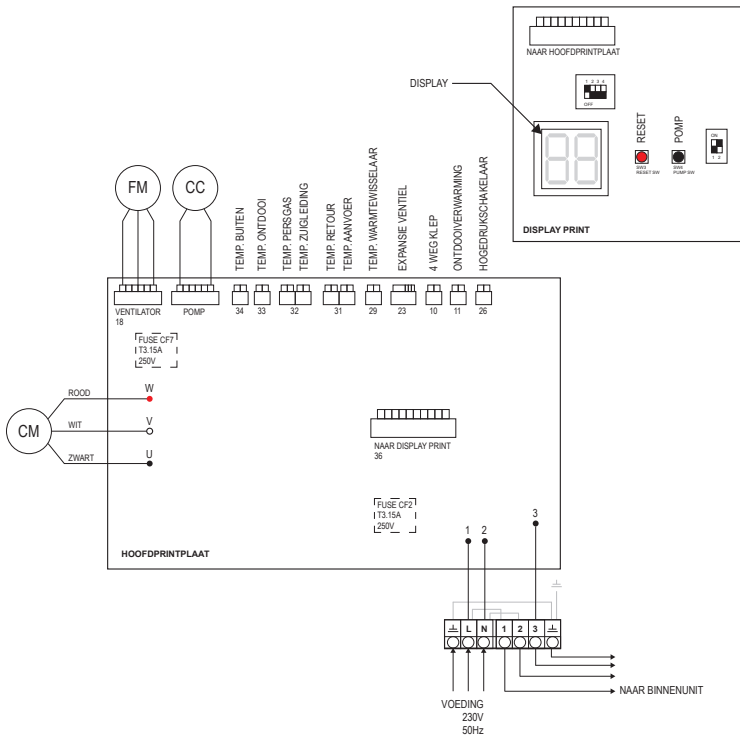 NAAR HOOFDPRINTPLAAT
1 2 3 4
OFF
DISPLAY
88
RESET
POMP
ON
1 2
SW3
RESET SW
SW4
PUMP SW
DISPLAY PRINT
FM
CC
TEMP. BUITEN
TEMP. ONTDOOI
TEMP. PERSGAS
TEMP. ZUIGLEIDING
TEMP. RETOUR
TEMP. AANVOER
TEMP. WARMTEWISSELAAR
EXPANSIE VENTIEL
4 WEG KLEP
ONTDOOIVERWARMING
HOGEDRUKSCHAKELAAR
VENTILATOR
18
POMP
34
33
32
31
29
23
10
11
26
FUSE CF7
T3.15A
250V
CM
ROOD
W
WIT
V
ZWART
U
NAAR DISPLAY PRINT
36
FUSE CF2
T3.15A
250V
1
2
3
HOOFDPRINTPLAAT
L N 1 2 3
NAAR BINNENUNIT
VOEDING
230V
50Hz